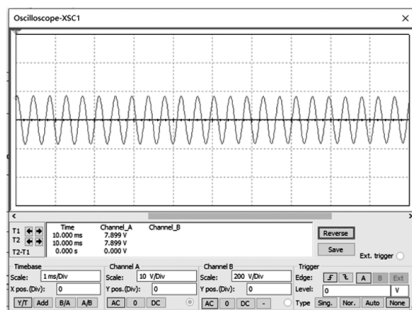 Oscilloscope-XSC1 ×
T1 Time Channel_A Channel_B
T2 10.000 ms 7.899 V
10.000 ms 7.899 V
T2-T1 0.000 s 0.000 V
Reverse
Save
Ext. trigger
Timebase Channel A Channel B Trigger
Scale: 1 ms/Div Scale: 10 V/Div Scale: 200 V/Div Edge: A B Ext
X pos.(Div): 0 Y pos.(Div): 0 Y pos.(Div): 0 Level: 0 V
Y/T Add B/A A/B AC 0 DC AC 0 DC - Type Sing. Nor. Auto None